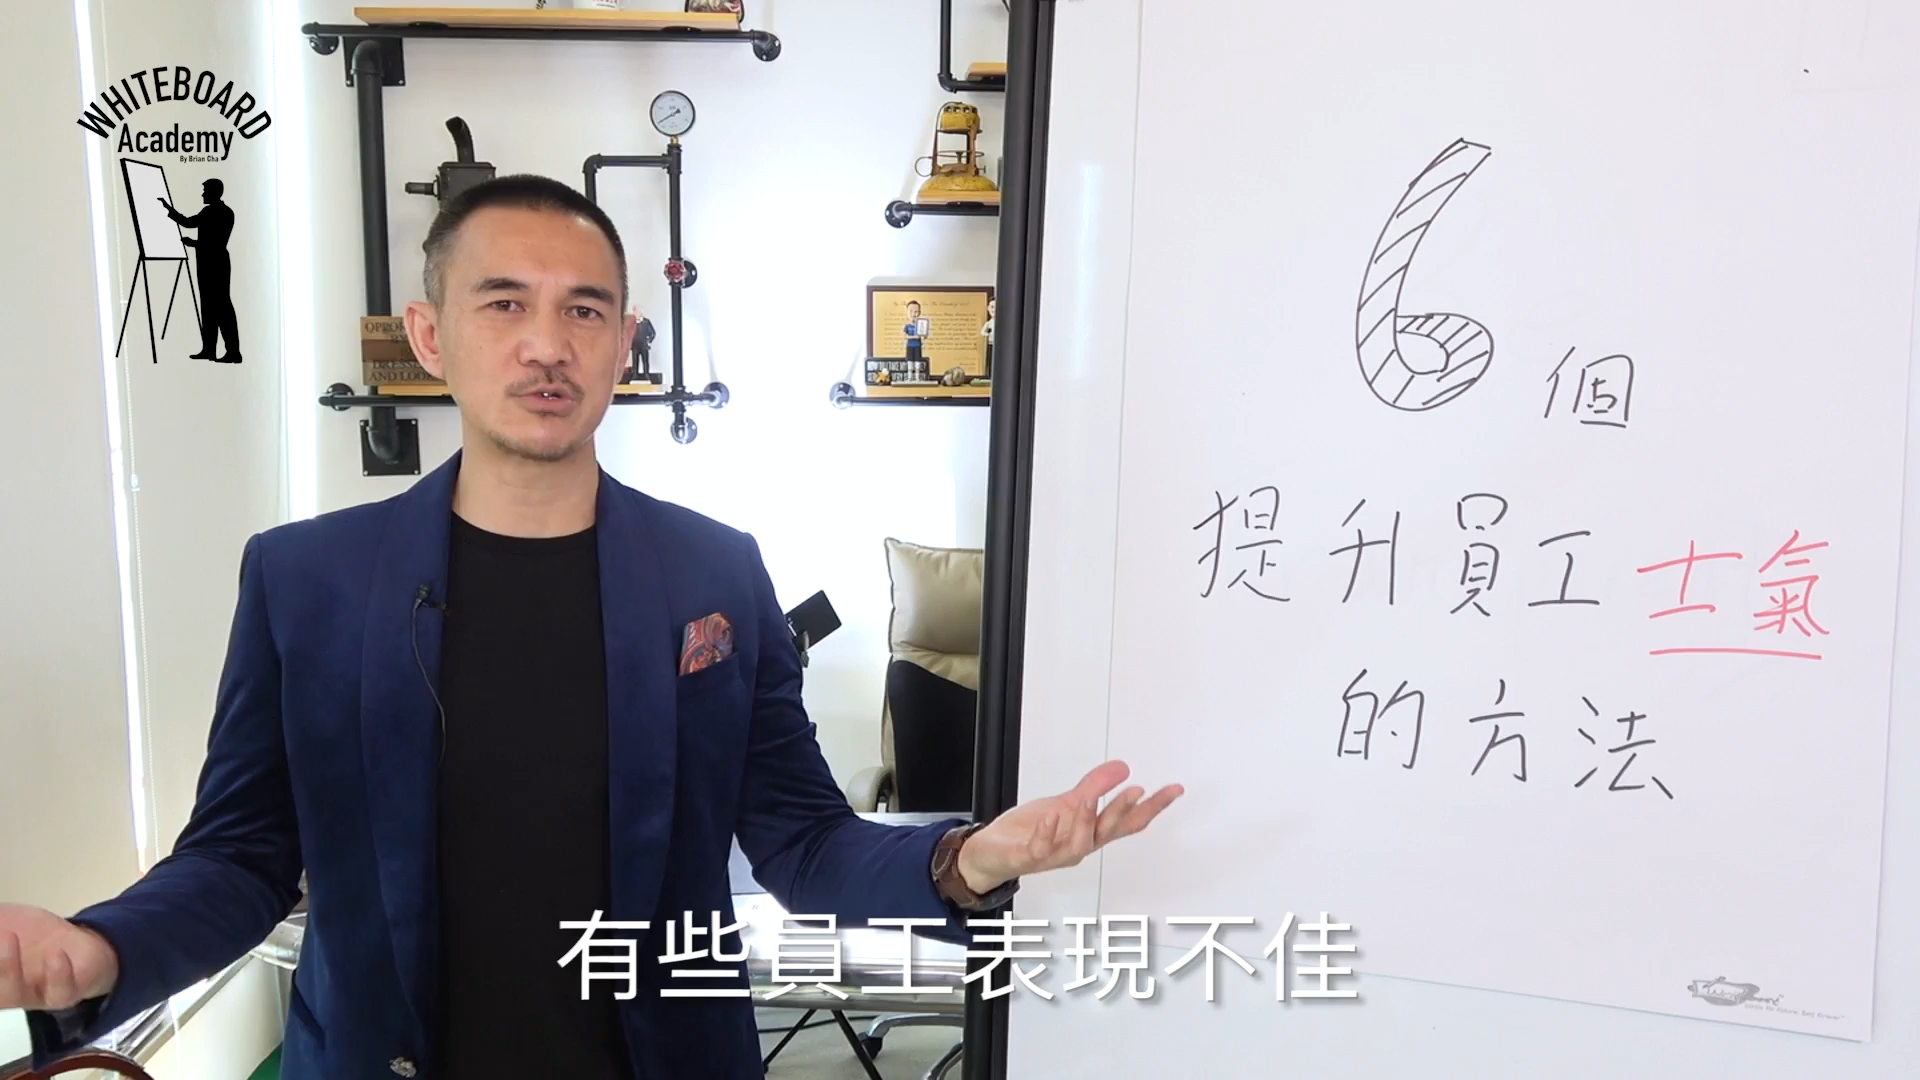 WHITEBOARD
Academy
By Brian Cha
6個
提升員工士氣
的方法
有些員工表現不佳